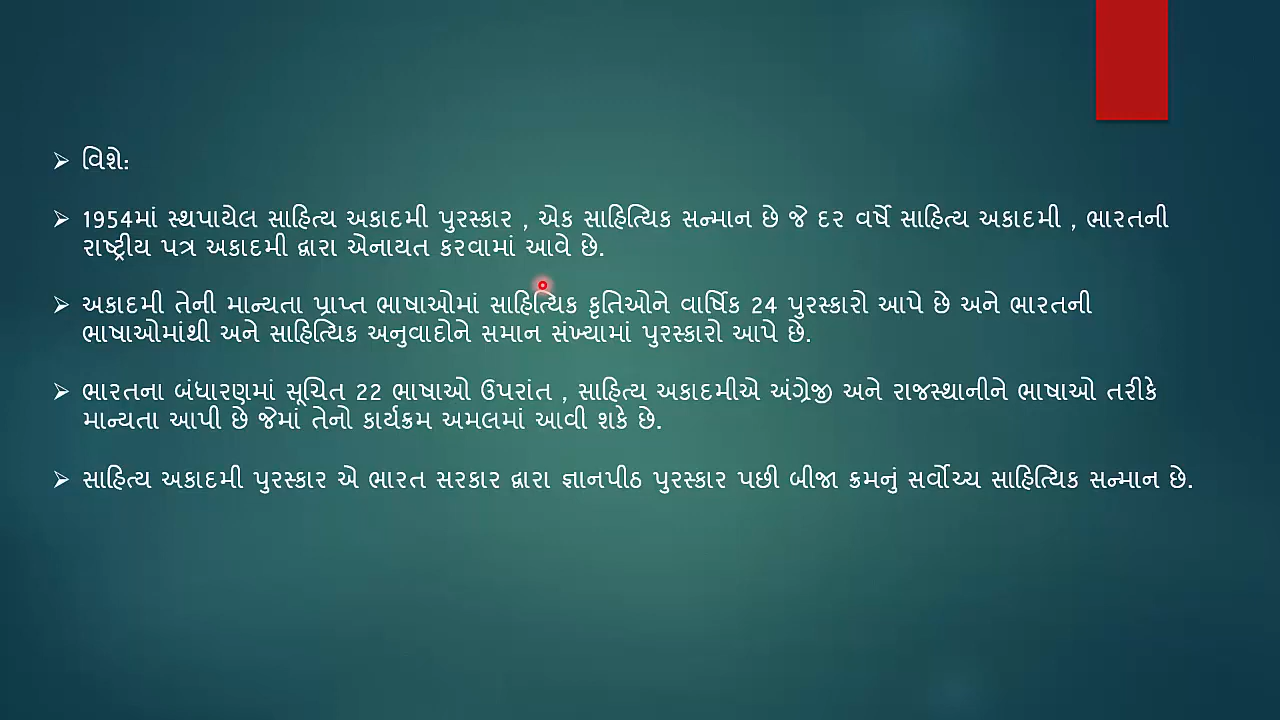 ➢ વિશે:
➢ 1954માં સ્થપાયેલ સાહિત્ય અકાદમી પુરસ્કાર , એક સાહિત્યિક સન્માન છે જે દર વર્ષે સાહિત્ય અકાદમી , ભારતની
રાષ્ટ્રીય પત્ર અકાદમી દ્વારા એનાયત કરવામાં આવે છે.
➢ અકાદમી તેની માન્યતા પ્રાપ્ત ભાષાઓમાં સાહિત્યિક કૃતિઓને વાર્ષિક 24 પુરસ્કારો આપે છે અને ભારતની
ભાષાઓમાંથી અને સાહિત્યિક અનુવાદોને સમાન સંખ્યામાં પુરસ્કારો આપે છે.
➢ ભારતના બંધારણમાં સૂચિત 22 ભાષાઓ ઉપરાંત , સાહિત્ય અકાદમીએ અંગ્રેજી અને રાજસ્થાનીને ભાષાઓ તરીકે
માન્યતા આપી છે જેમાં તેનો કાર્યક્રમ અમલમાં આવી શકે છે.
➢ સાહિત્ય અકાદમી પુરસ્કાર એ ભારત સરકાર દ્વારા જ્ઞાનપીઠ પુરસ્કાર પછી બીજા ક્રમનું સર્વોચ્ચ સાહિત્યિક સન્માન છે.